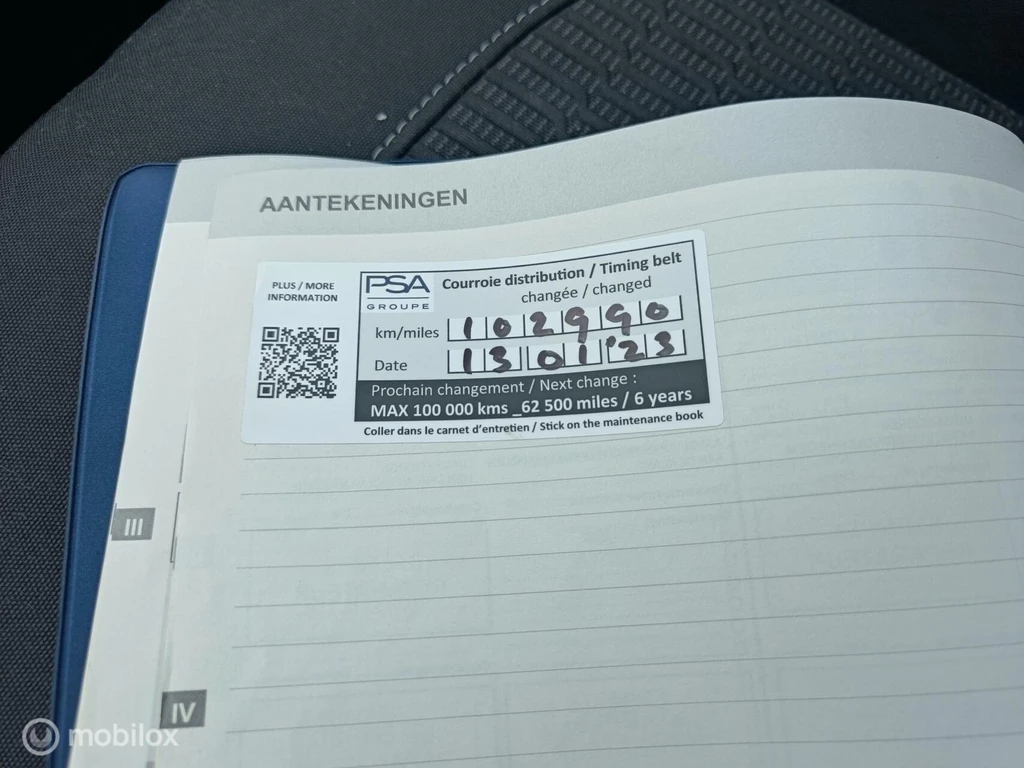 AANTEKENINGEN
PLUS / MORE
INFORMATION
PSA
GROUPE
Courroie distribution / Timing belt
changée / changed
km/miles 102990
Date 13 01 '23
Prochain changement / Next change :
MAX 100 000 kms _62 500 miles / 6 years
Coller dans le carnet d'entretien / Stick on the maintenance book
III
IV
mobilox